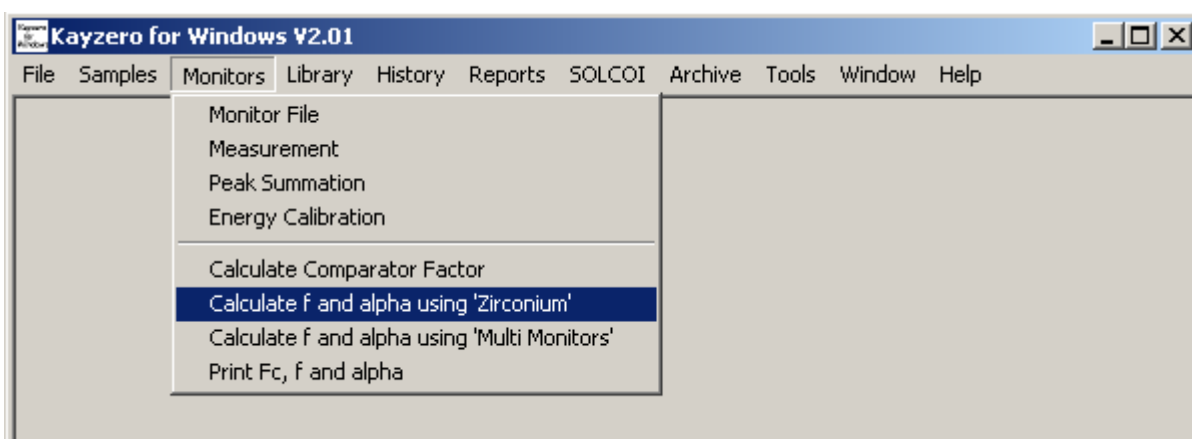 Kayzero for Windows V2.01
File Samples Monitors Library History Reports SOLCOI Archive Tools Window Help
Monitor File
Measurement
Peak Summation
Energy Calibration
Calculate Comparator Factor
Calculate f and alpha using 'Zirconium'
Calculate f and alpha using 'Multi Monitors'
Print Fc, f and alpha